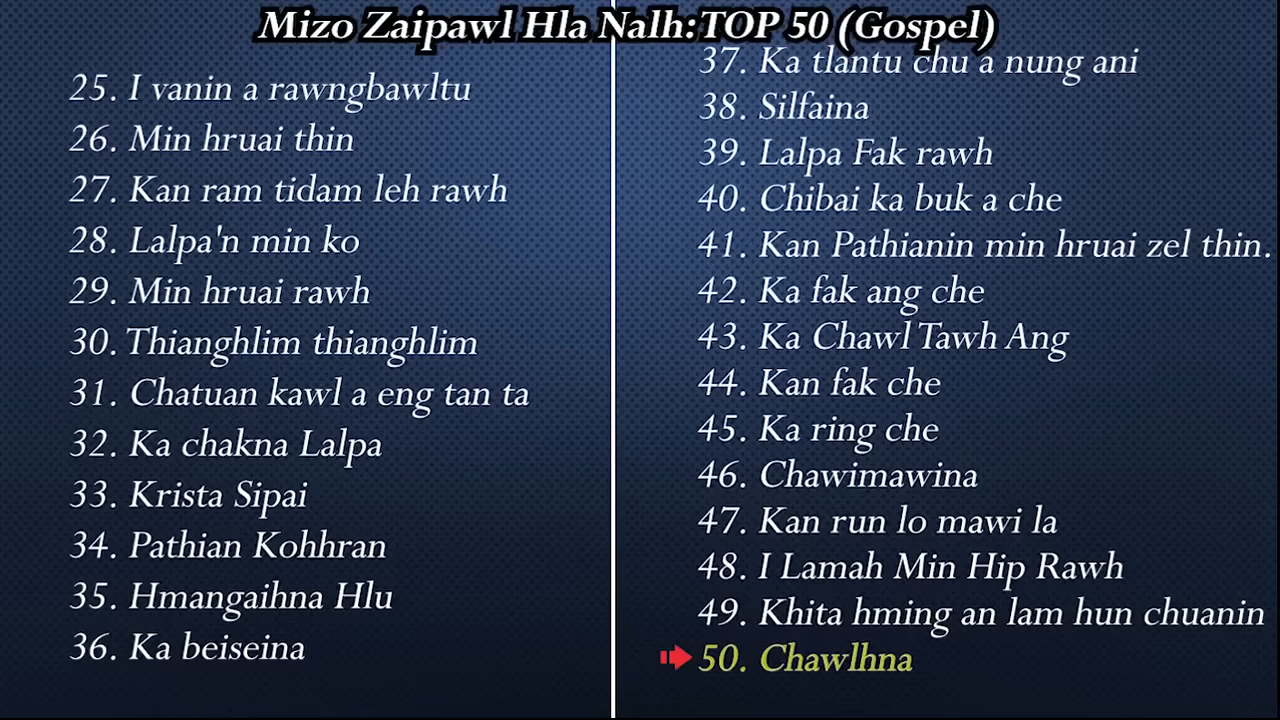 Mizo Zaipawl Hla Nalh:TOP 50 (Gospel)
25. I vanin a rawngbawltu
26. Min hruai thin
27. Kan ram tidam leh rawh
28. Lalpa'n min ko
29. Min hruai rawh
30. Thianghlim thianghlim
31. Chatuan kawl a eng tan ta
32. Ka chakna Lalpa
33. Krista Sipai
34. Pathian Kohhran
35. Hmangaihna Hlu
36. Ka beiseina
37. Ka tlantu chu a nung ani
38. Silfaina
39. Lalpa Fak rawh
40. Chibai ka buk a che
41. Kan Pathianin min hruai zel thin.
42. Ka fak ang che
43. Ka Chawl Tawh Ang
44. Kan fak che
45. Ka ring che
46. Chawimawina
47. Kan run lo mawi la
48. I Lamah Min Hip Rawh
49. Khita hming an lam hun chuanin
50. Chawlhna